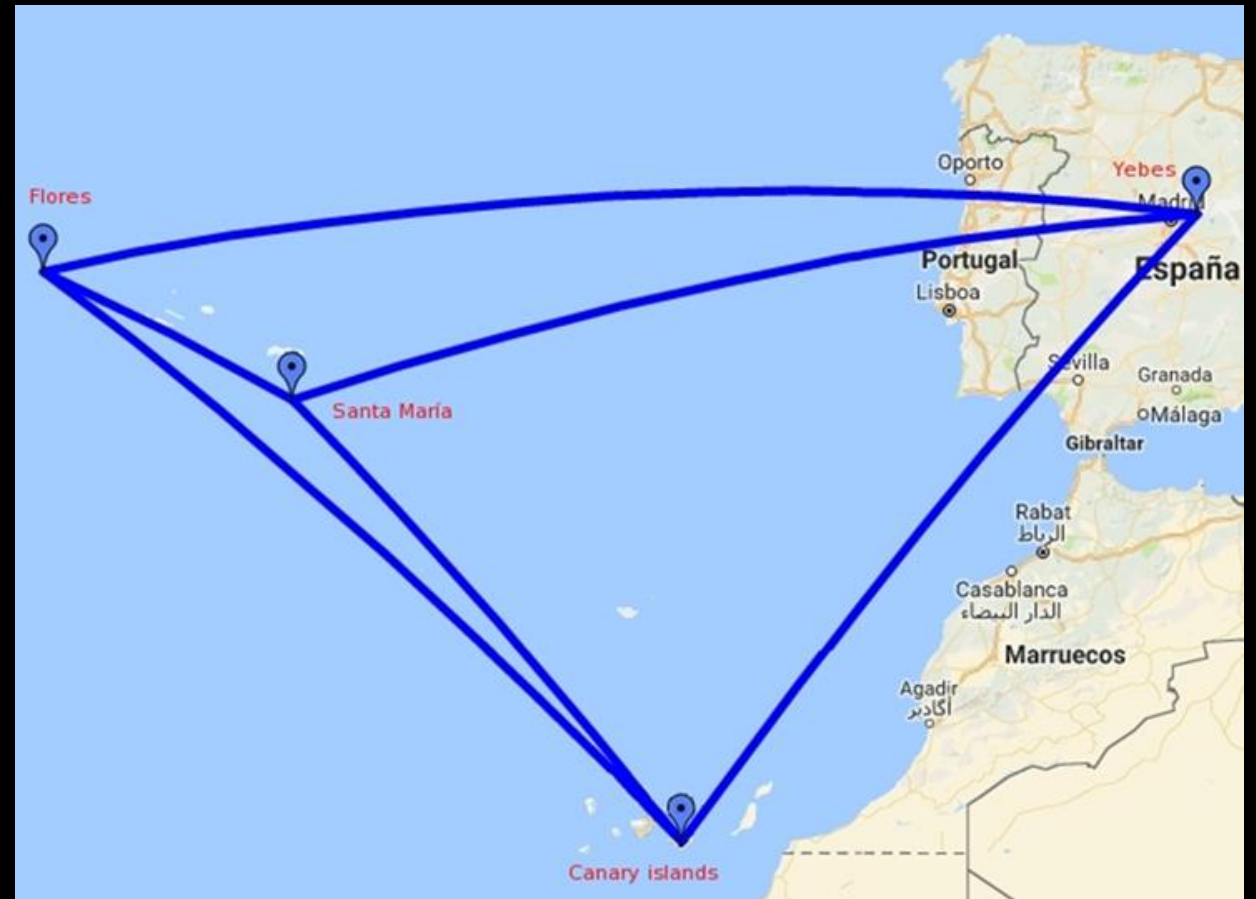 Oporto
Yebes
Flores
Madrid
Portugal
España
Lisboa
Sevilla
Granada
Santa María
Málaga
Gibraltar
Rabat
الرباط
Casablanca
الدار البيضاء
Marruecos
Agadir
أگادير
Canary islands